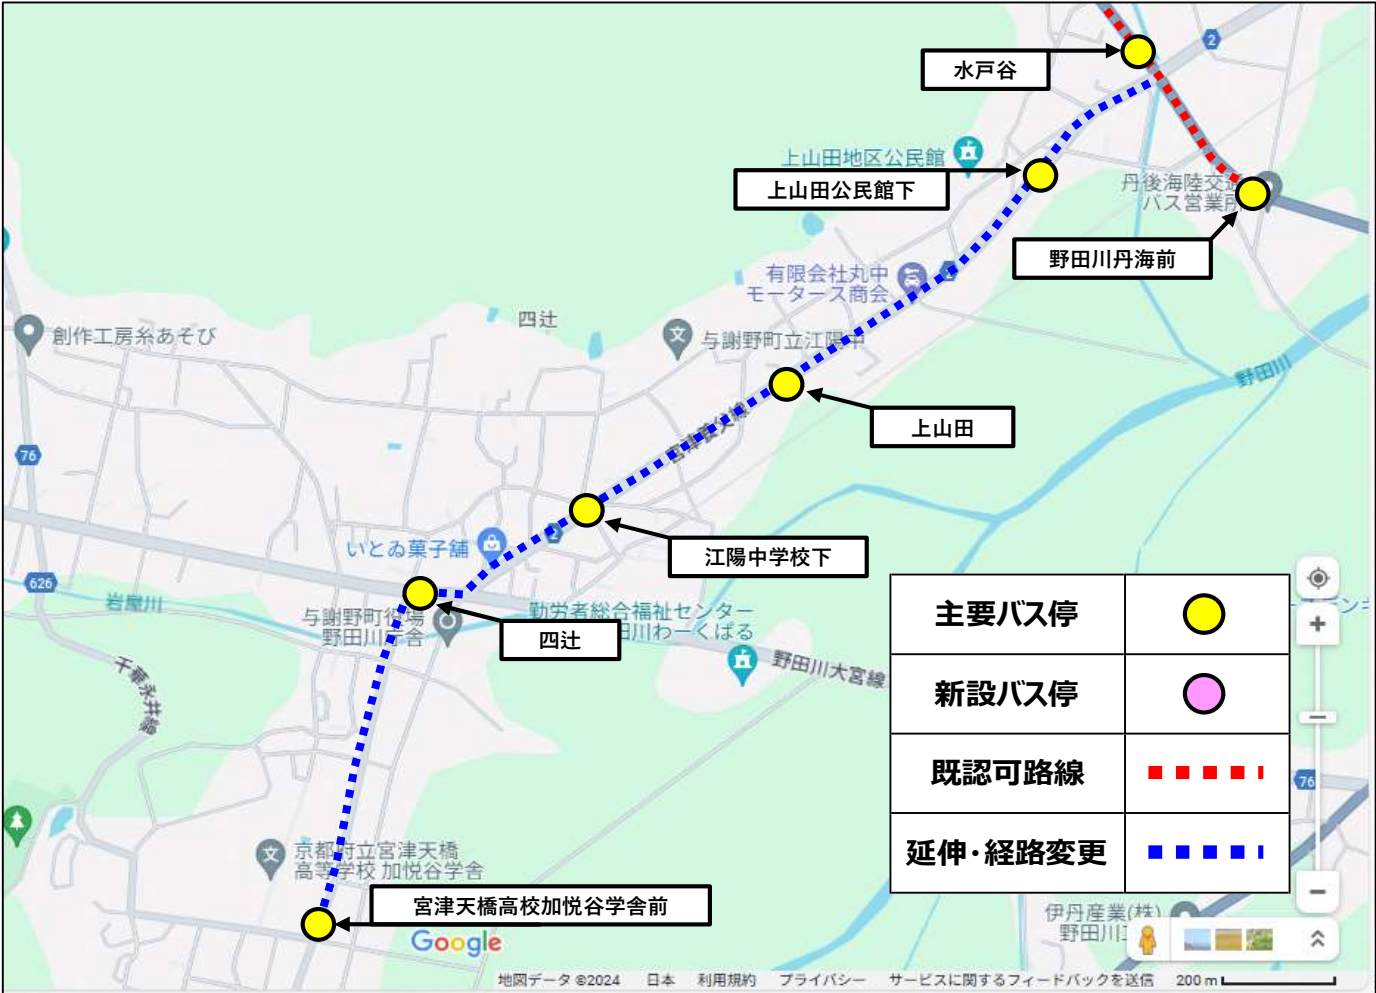 2
水戸谷
上山田地区公民館
上山田公民館下
丹後海陸交通
バス営業所
野田川丹海前
有限会社丸中
モータース商会
四辻
創作工房糸あそび
与謝野町立江陽中
野田川
上山田
宮津養父線
76
2
いとゐ菓子舗
江陽中学校下
626
岩屋川
与謝野町役場
野田川庁舎
勤労者総合福祉センター
田川わーくぱる
四辻
野田川大宮線
主要バス停
新設バス停
既認可路線
延伸・経路変更
76
京都府立宮津天橋
高等学校 加悦谷学舎
宮津天橋高校加悦谷学舎前
伊丹産業(株)
野田川工
Google
地図データ ©2024 日本 利用規約 プライバシー サービスに関するフィードバックを送信 200 m